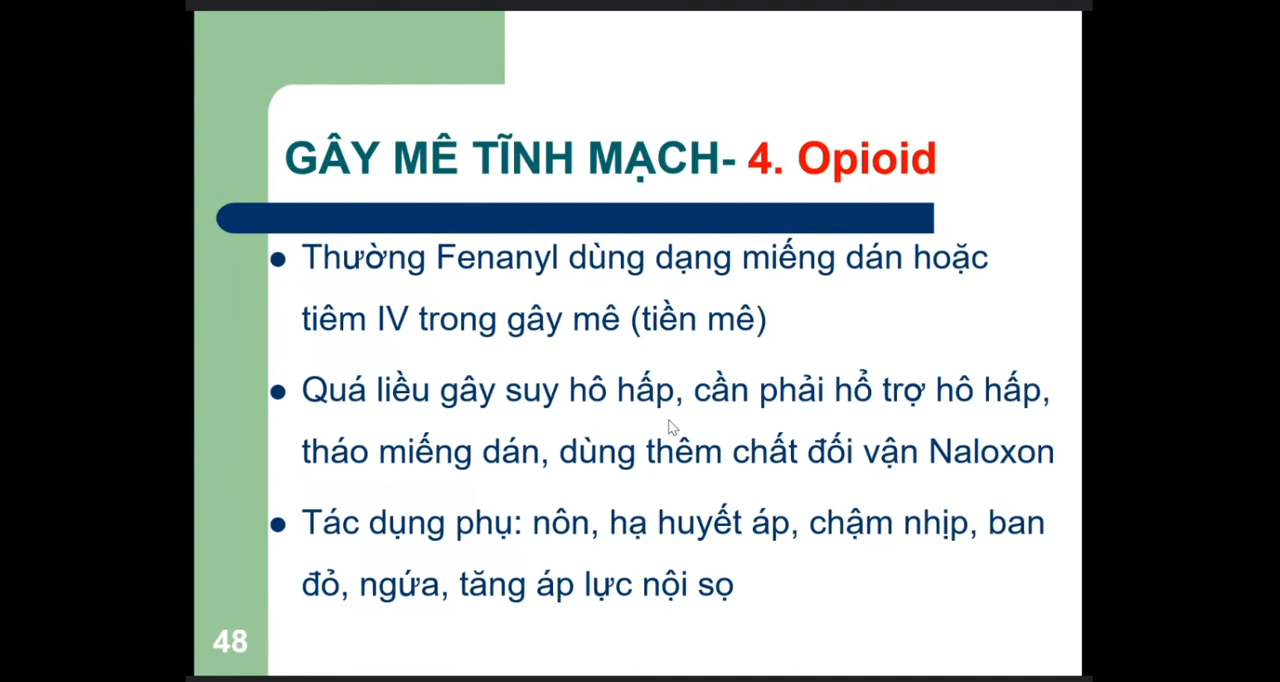 GÂY MÊ TĨNH MẠCH- 4. Opioid
● Thường Fenanyl dùng dạng miếng dán hoặc
tiêm IV trong gây mê (tiền mê)
● Quá liều gây suy hô hấp, cần phải hổ trợ hô hấp,
tháo miếng dán, dùng thêm chất đối vận Naloxon
● Tác dụng phụ: nôn, hạ huyết áp, chậm nhịp, ban
đỏ, ngứa, tăng áp lực nội sọ
48